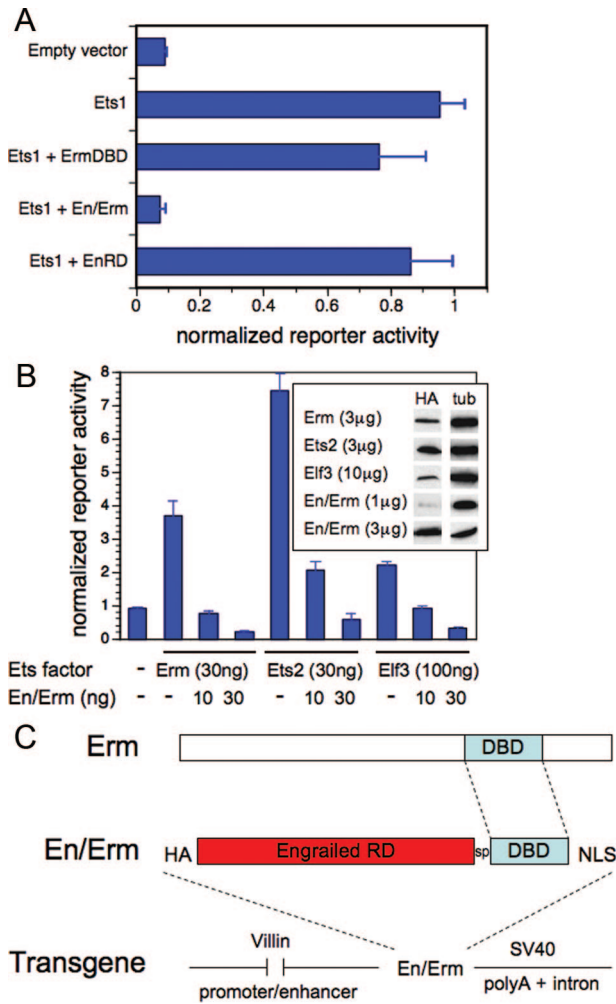 A
Empty vector
Ets1
Ets1 + ErmDBD
Ets1 + En/Erm
Ets1 + EnRD
0 0.2 0.4 0.6 0.8 1
normalized reporter activity
B
normalized reporter activity
8
7
6
5
4
3
2
1
0
HA tub
Erm (3µg)
Ets2 (3µg)
Elf3 (10µg)
En/Erm (1µg)
En/Erm (3µg)
Ets factor - Erm (30ng) Ets2 (30ng) Elf3 (100ng)
En/Erm (ng) - - 10 30 - 10 30 - 10 30
C
Erm DBD
En/Erm HA Engrailed RD sp DBD NLS
Villin SV40
Transgene promoter/enhancer En/Erm polyA + intron